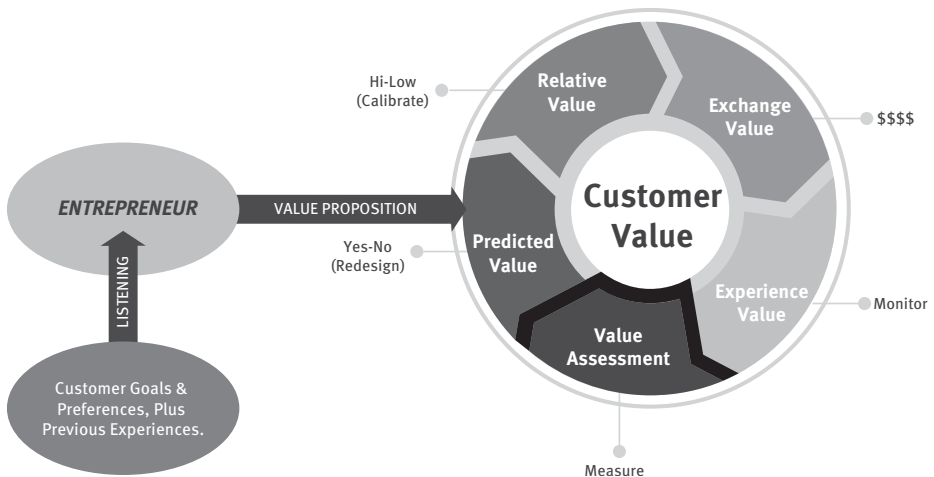 Hi-Low
(Calibrate)
Relative
Value
Exchange
Value
$$$$
ENTREPRENEUR
VALUE PROPOSITION
Customer
Value
Yes-No
(Redesign)
Predicted
Value
LISTENING
Experience
Value
Monitor
Value
Assessment
Customer Goals &
Preferences, Plus
Previous Experiences.
Measure